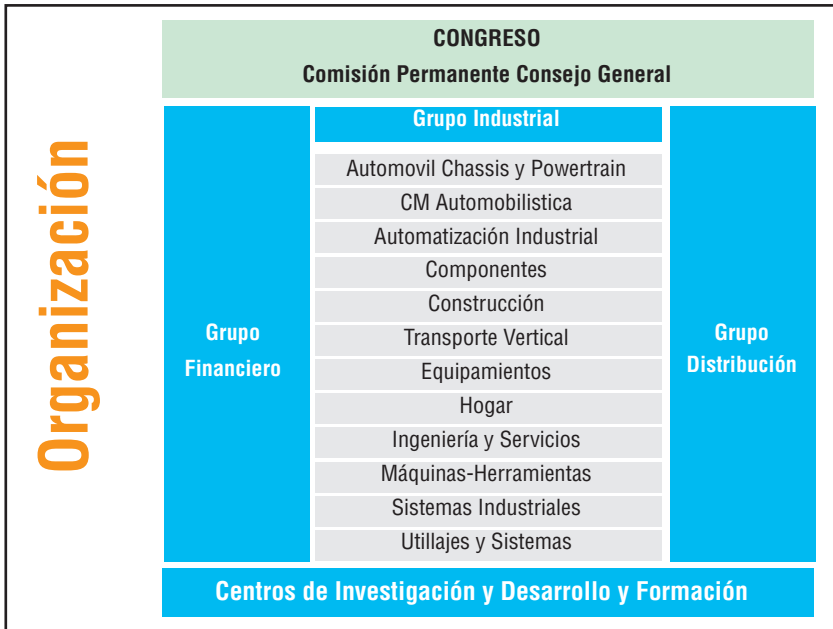 Organización
CONGRESO
Comisión Permanente Consejo General
Grupo
Financiero
Grupo Industrial
Automovil Chassis y Powertrain
CM Automobilistica
Automatización Industrial
Componentes
Construcción
Transporte Vertical
Equipamientos
Hogar
Ingeniería y Servicios
Máquinas-Herramientas
Sistemas Industriales
Utillajes y Sistemas
Grupo
Distribución
Centros de Investigación y Desarrollo y Formación